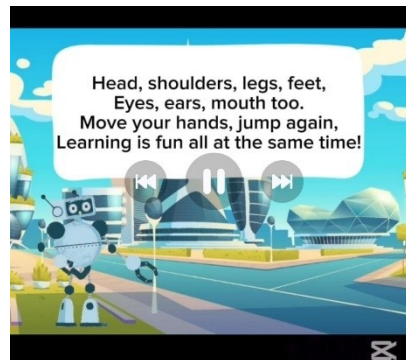 Head, shoulders, legs, feet,
Eyes, ears, mouth too.
Move your hands, jump again,
Learning is fun all at the same time!